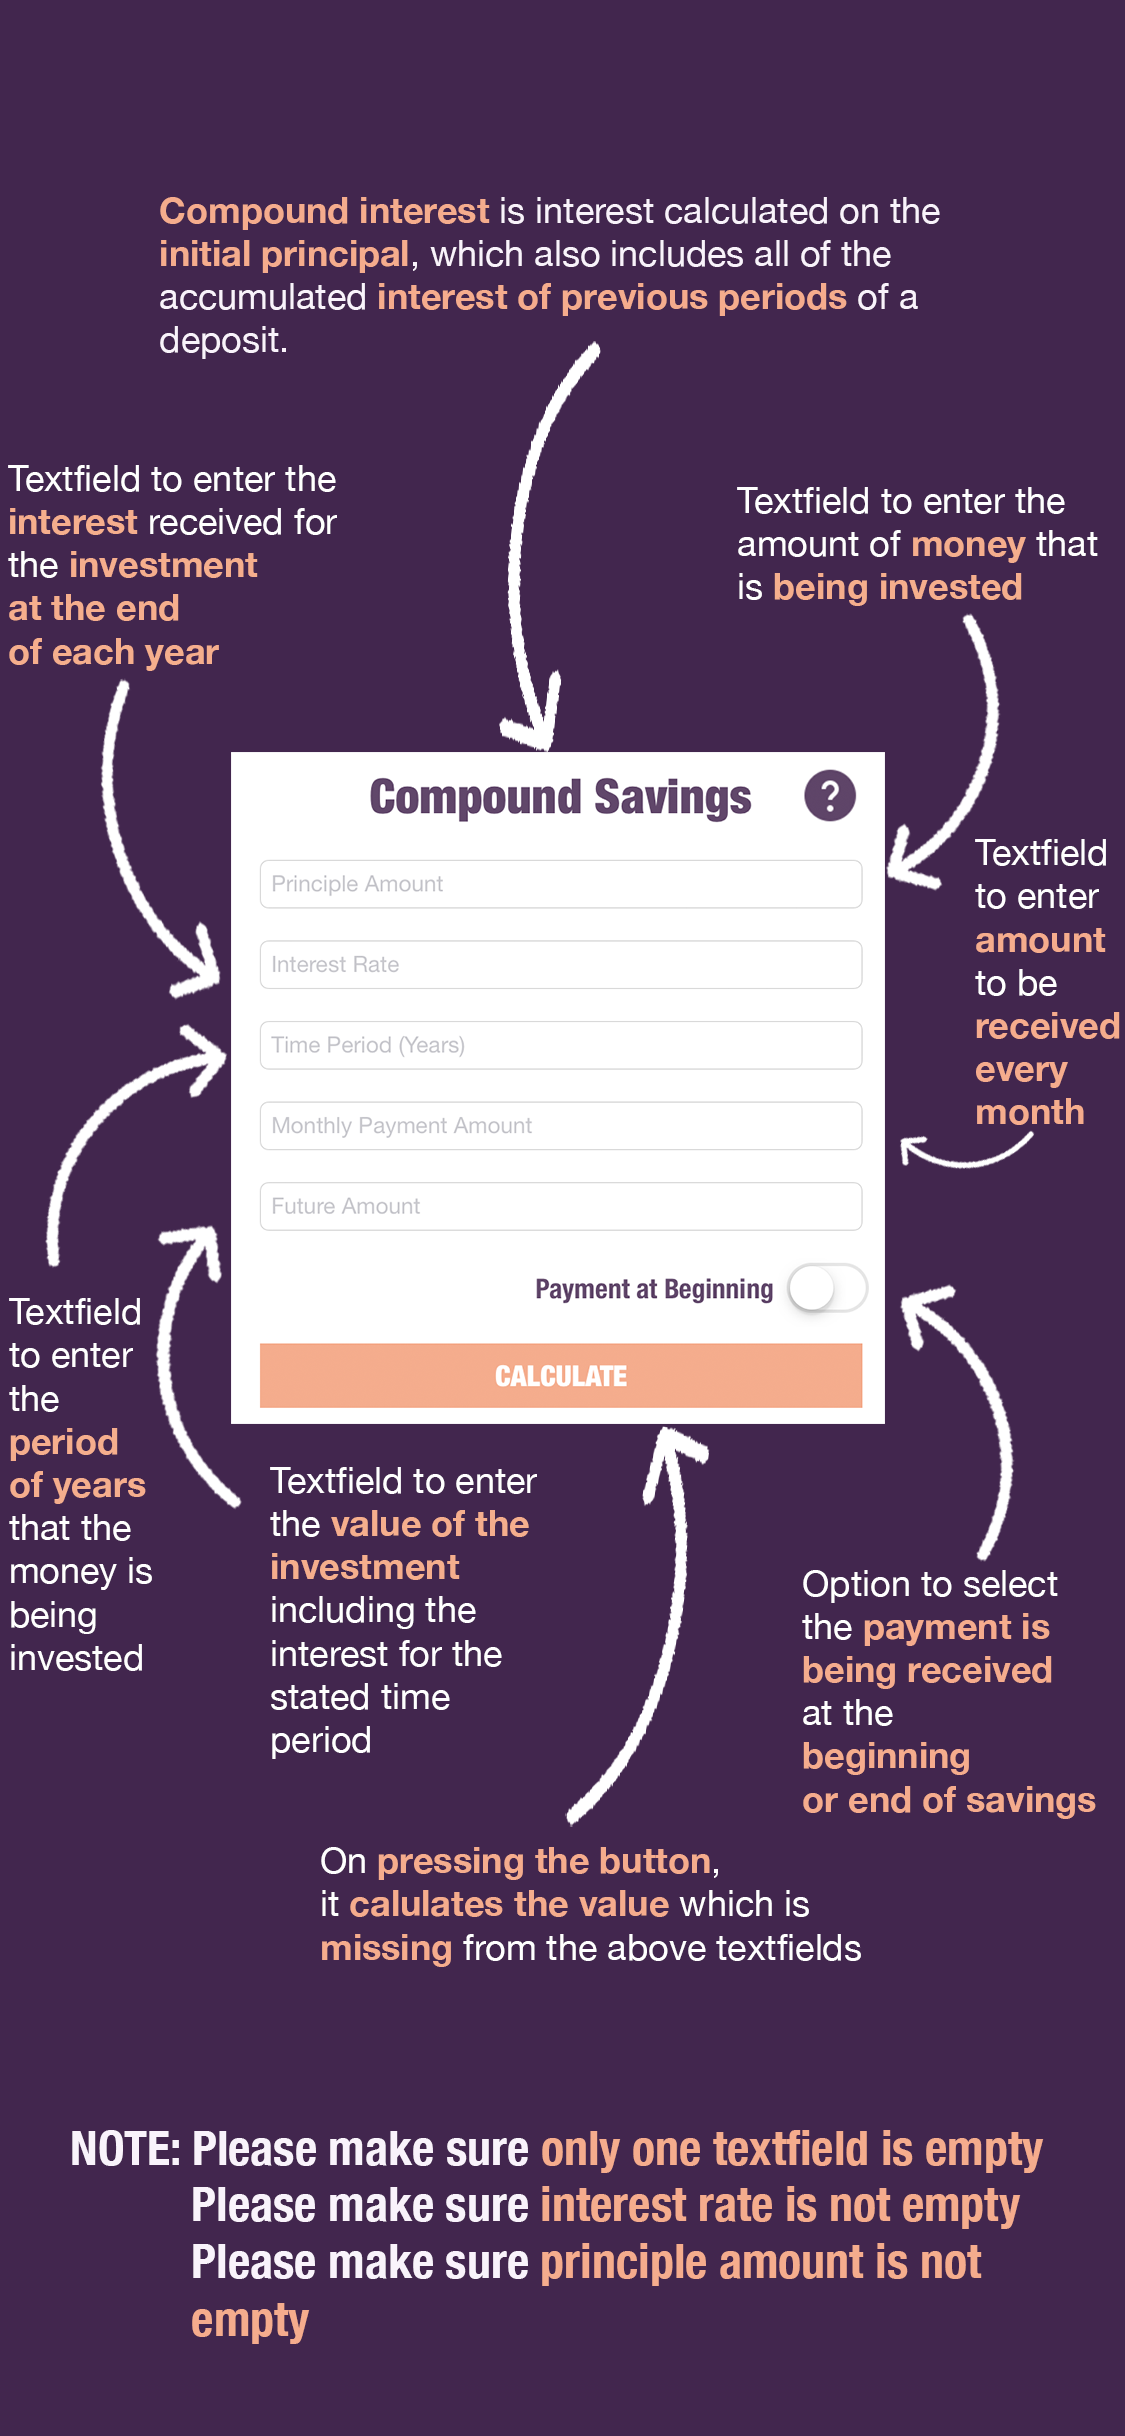 Compound interest is interest calculated on the
initial principal, which also includes all of the
accumulated interest of previous periods of a
deposit.
Textfield to enter the
interest received for
the investment
at the end
of each year
Textfield to enter the
amount of money that
is being invested
Compound Savings
?
Principle Amount
Interest Rate
Time Period (Years)
Monthly Payment Amount
Future Amount
Payment at Beginning
CALCULATE
Textfield
to enter
amount
to be
received
every
month
Textfield
to enter
the
period
of years
that the
money is
being
invested
Textfield to enter
the value of the
investment
including the
interest for the
stated time
period
Option to select
the payment is
being received
at the
beginning
or end of savings
On pressing the button,
it calulates the value which is
missing from the above textfields
NOTE: Please make sure only one textfield is empty
Please make sure interest rate is not empty
Please make sure principle amount is not
empty